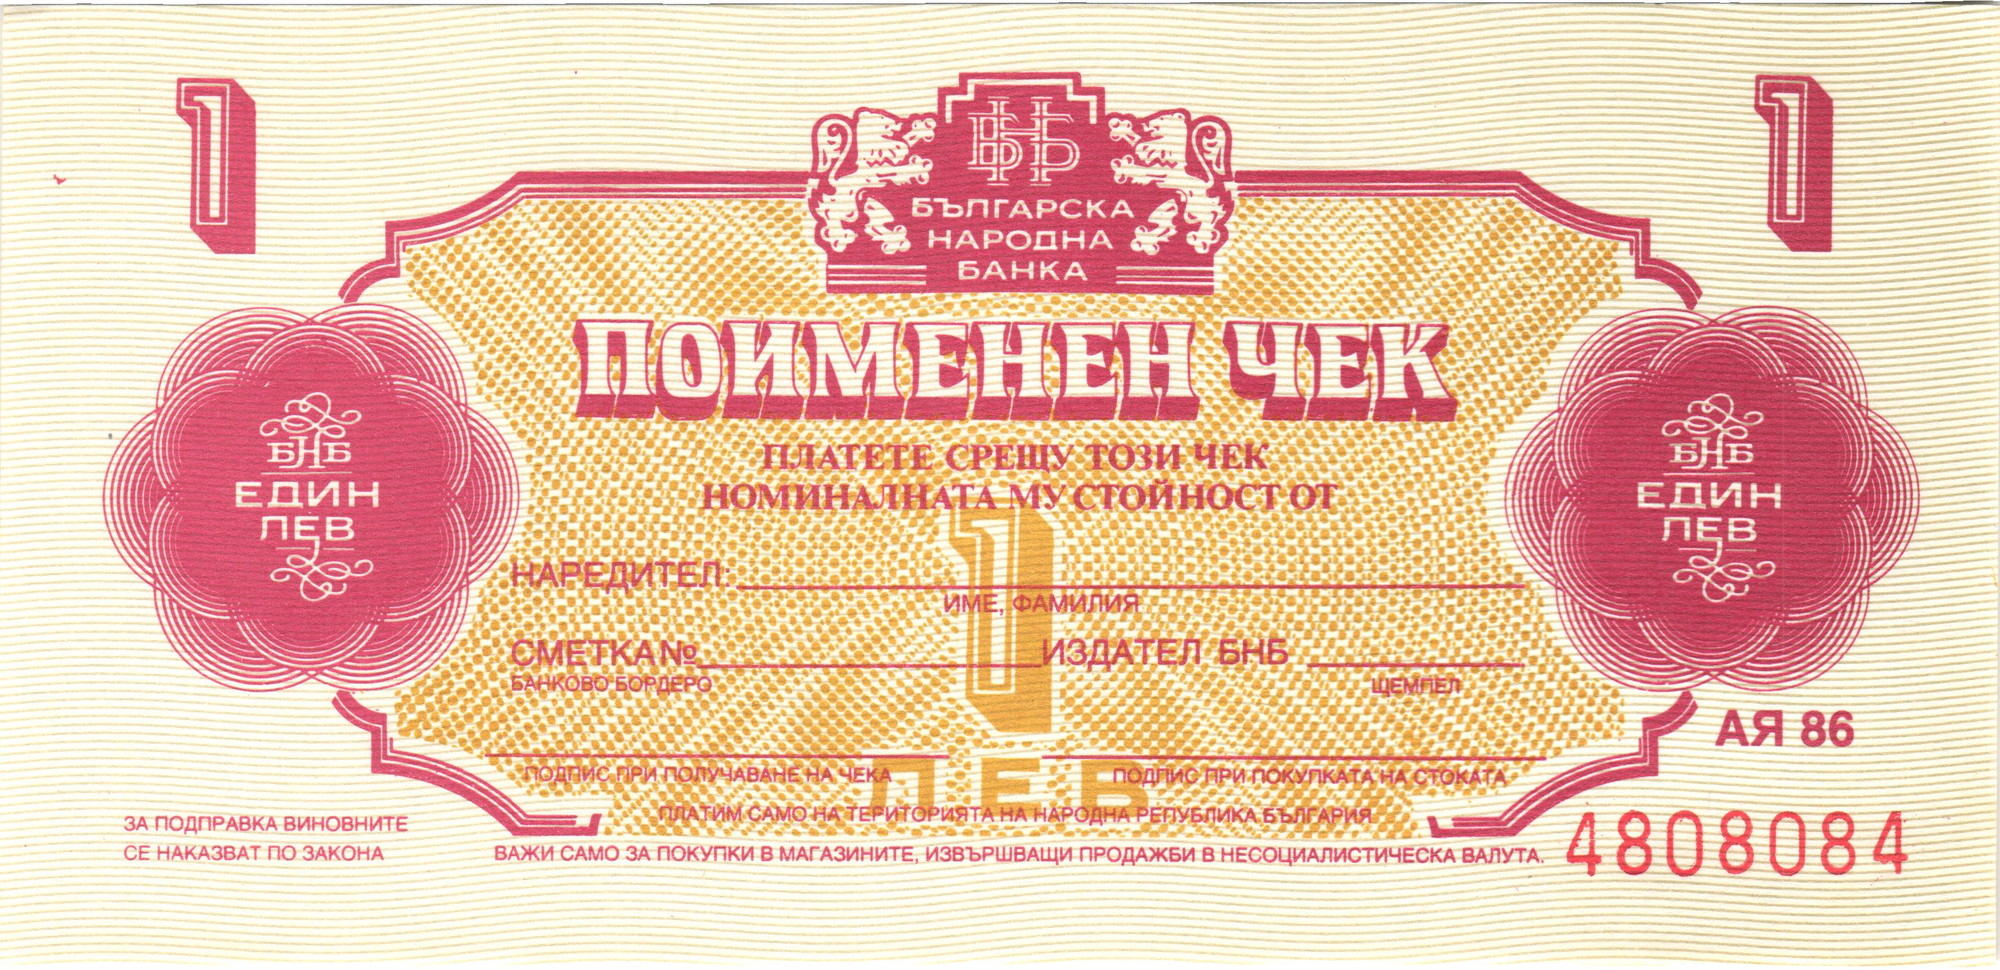 1
1
БНБ
БЪЛГАРСКА
НАРОДНА
БАНКА
ПОИМЕНЕН ЧЕК
ПЛАТЕТЕ СРЕЩУ ТОЗИ ЧЕК
НОМИНАЛНАТА МУ СТОЙНОСТ ОТ
БНБ
ЕДИН
ЛЕВ
БНБ
ЕДИН
ЛЕВ
НАРЕДИТЕЛ:
ИМЕ, ФАМИЛИЯ
СМЕТКА№ ИЗДАТЕЛ БНБ
БАНКОВО БОРДЕРО ЩЕМПЕЛ
1
ЛЕВ
АЯ 86
ПОДПИС ПРИ ПОЛУЧАВАНЕ НА ЧЕКА ПОДПИС ПРИ ПОКУПКАТА НА СТОКАТА
ПЛАТИМ САМО НА ТЕРИТОРИЯТА НА НАРОДНА РЕПУБЛИКА БЪЛГАРИЯ
ЗА ПОДПРАВКА ВИНОВНИТЕ
СЕ НАКАЗВАТ ПО ЗАКОНА
ВАЖИ САМО ЗА ПОКУПКИ В МАГАЗИНИТЕ, ИЗВЪРШВАЩИ ПРОДАЖБИ В НЕСОЦИАЛИСТИЧЕСКА ВАЛУТА.
4808084